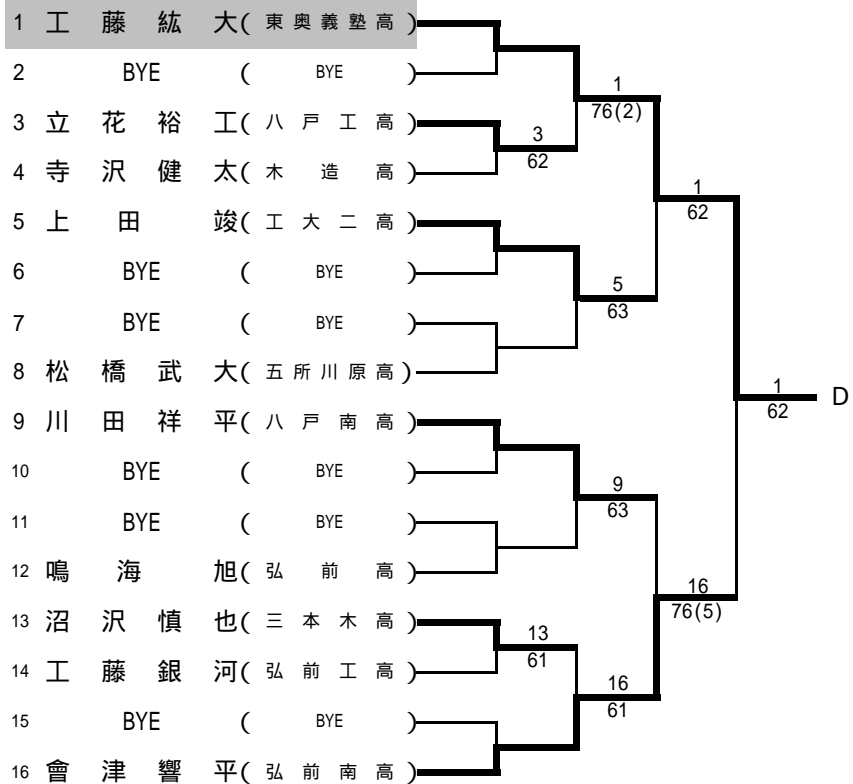 1 工藤紘大(東奥義塾高)
2 BYE (BYE)
1
76(2)
3 立花裕工(八戸工高)
3
62
4 寺沢健太(木造高)
1
62
5 上田竣(工大二高)
6 BYE (BYE)
5
63
7 BYE (BYE)
8 松橋武大(五所川原高)
1
62
D
9 川田祥平(八戸南高)
10 BYE (BYE)
9
63
11 BYE (BYE)
12 鳴海旭(弘前高)
16
76(5)
13 沼沢慎也(三本木高)
13
61
14 工藤銀河(弘前工高)
16
61
15 BYE (BYE)
16 會津響平(弘前南高)